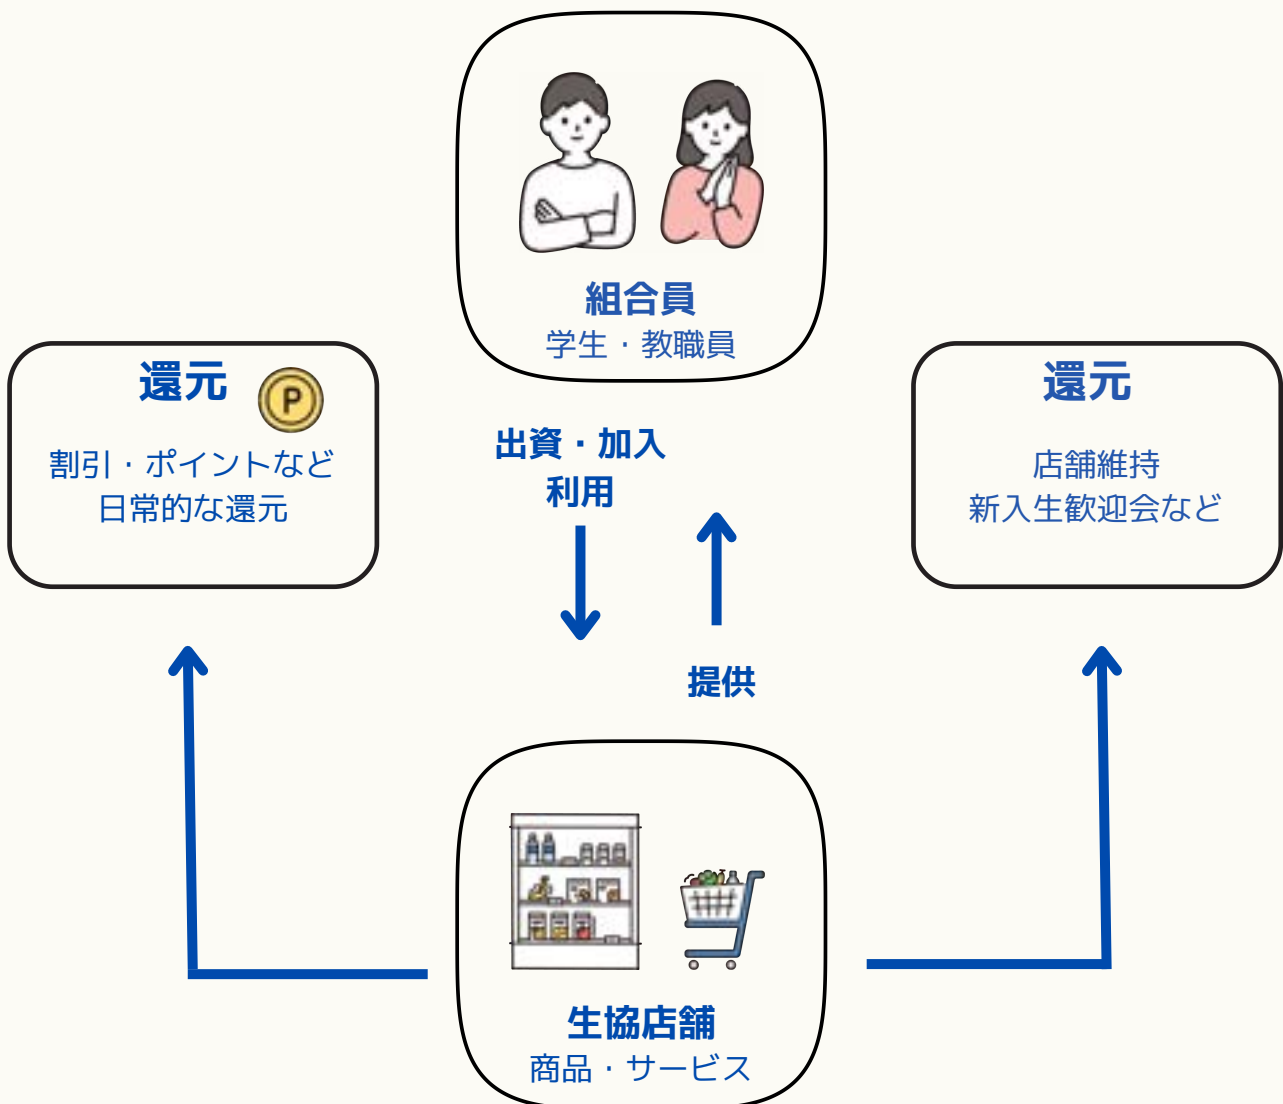 組合員
学生・教職員
還元
P
割引・ポイントなど
日常的な還元
出資・加入
利用
還元
店舗維持
新入生歓迎会など
提供
生協店舗
商品・サービス